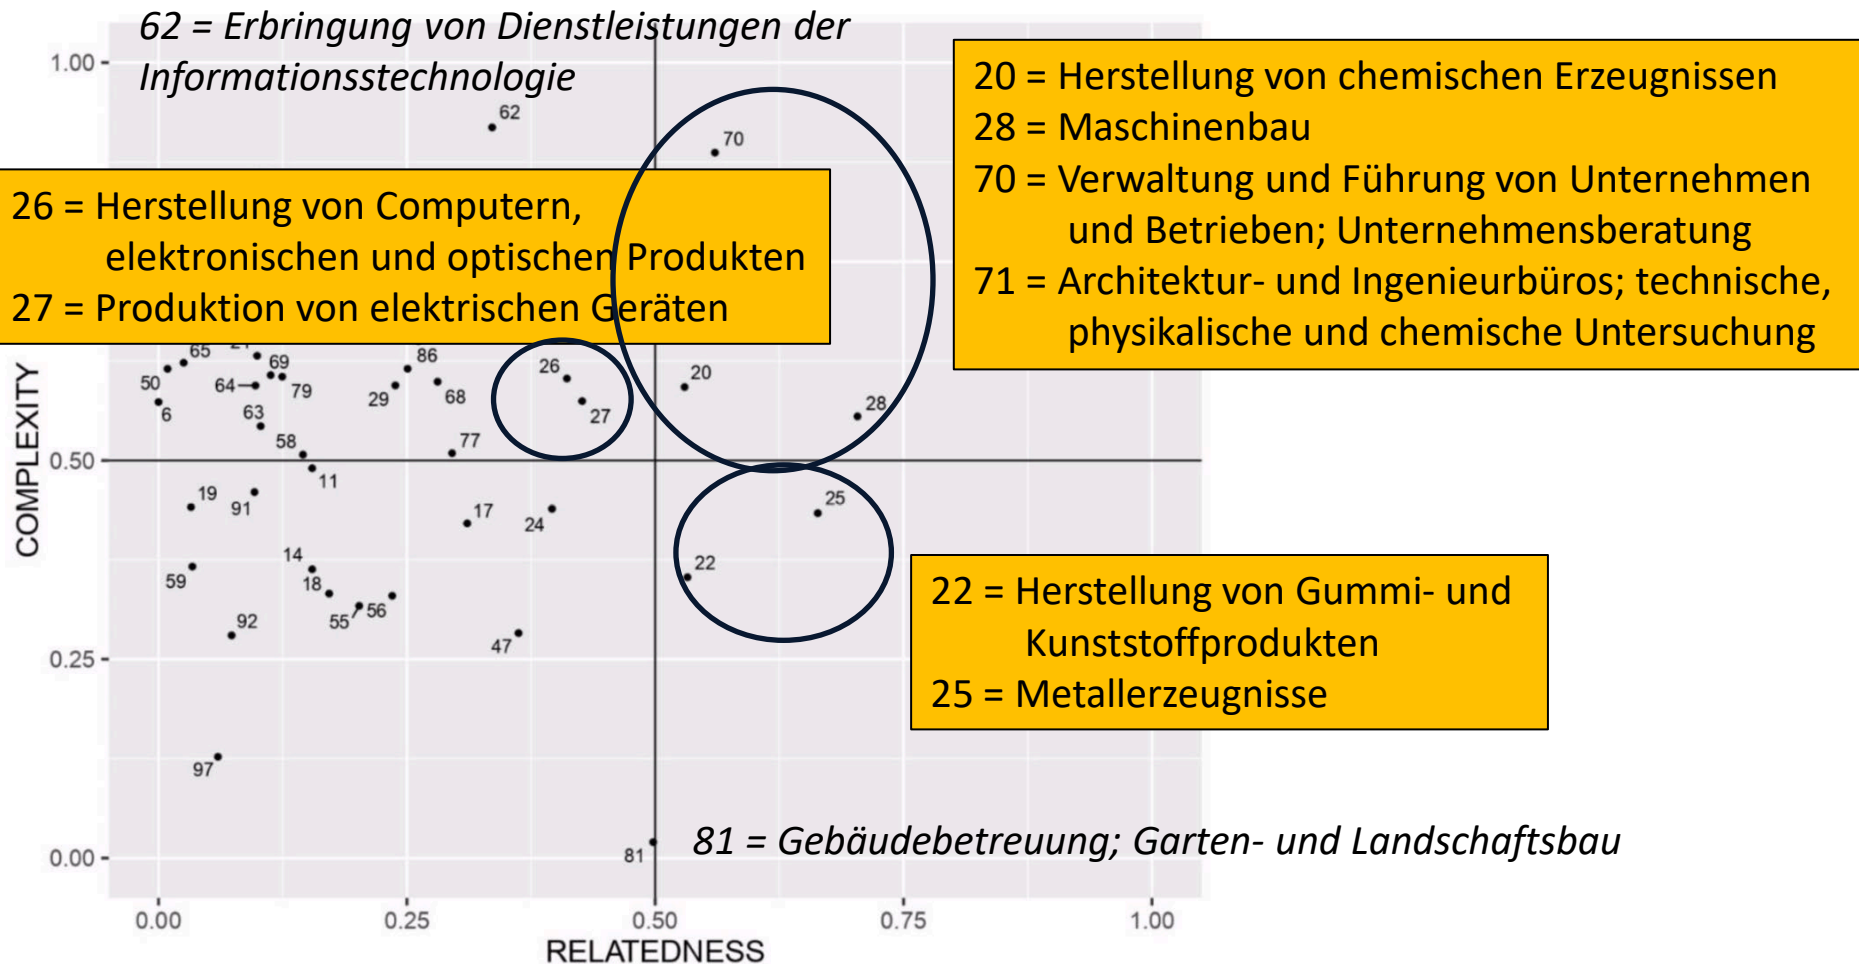 62 = Erbringung von Dienstleistungen der
Informationsstechnologie
1.00
62
70
20 = Herstellung von chemischen Erzeugnissen
28 = Maschinenbau
70 = Verwaltung und Führung von Unternehmen
und Betrieben; Unternehmensberatung
71 = Architektur- und Ingenieurbüros; technische,
physikalische und chemische Untersuchung
26 = Herstellung von Computern,
elektronischen und optischen Produkten
27 = Produktion von elektrischen Geräten
65
69
86
26
20
50
64
79
29
68
27
28
6
63
58
77
COMPLEXITY
0.50
11
19
91
17
24
25
14
22
59
18
55
56
92
47
22 = Herstellung von Gummi- und
Kunststoffprodukten
25 = Metallerzeugnisse
0.25
97
81
81 = Gebäudebetreuung; Garten- und Landschaftsbau
0.00
0.00
0.25
0.50
0.75
1.00
RELATEDNESS